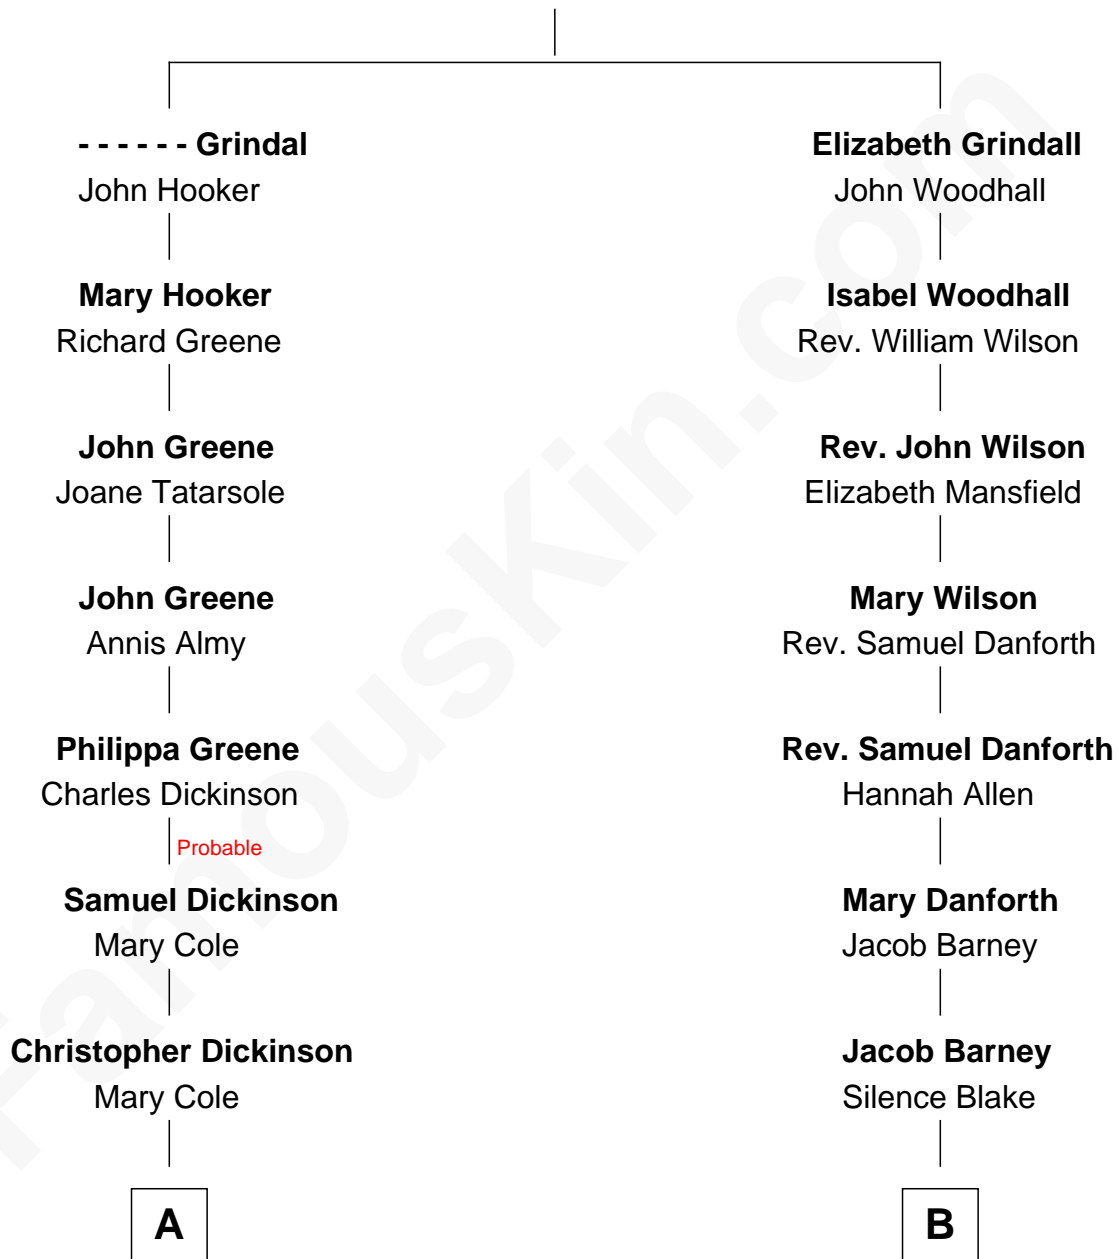 - - - - - - Grindal
John Hooker
Mary Hooker
Richard Greene
John Greene
Joane Tatarsole
John Greene
Annis Almy
Philippa Greene
Charles Dickinson
Probable
Samuel Dickinson
Mary Cole
Christopher Dickinson
Mary Cole
A
Elizabeth Grindall
John Woodhall
Isabel Woodhall
Rev. William Wilson
Rev. John Wilson
Elizabeth Mansfield
Mary Wilson
Rev. Samuel Danforth
Rev. Samuel Danforth
Hannah Allen
Mary Danforth
Jacob Barney
Jacob Barney
Silence Blake
B
FamousKin.com